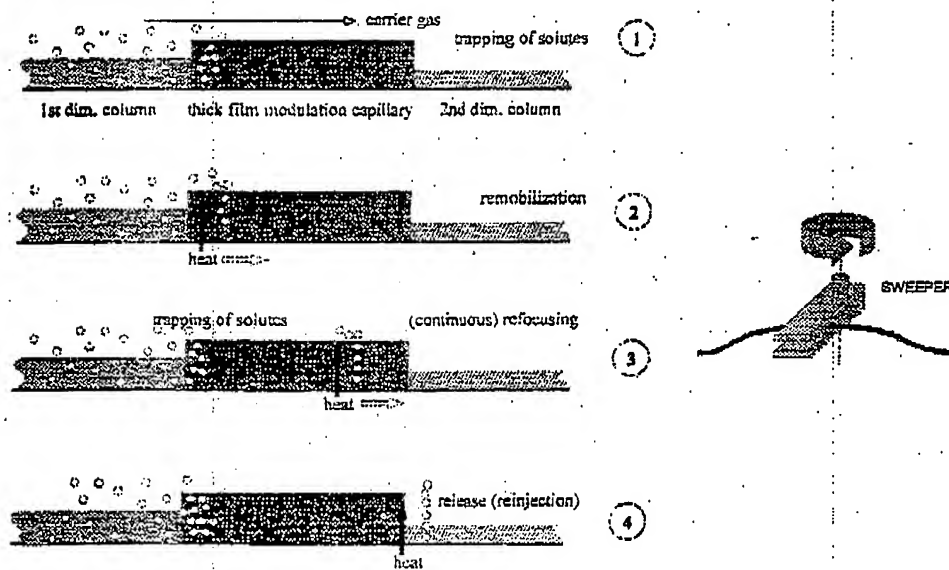 carrier gas
trapping of solutes
1
1st dim. column
thick film modulation capillary
2nd dim. column
remobilization
2
heat
SWEEPER
trapping of solutes
(continuous) refocusing
3
heat
release (reinjection)
4
heat